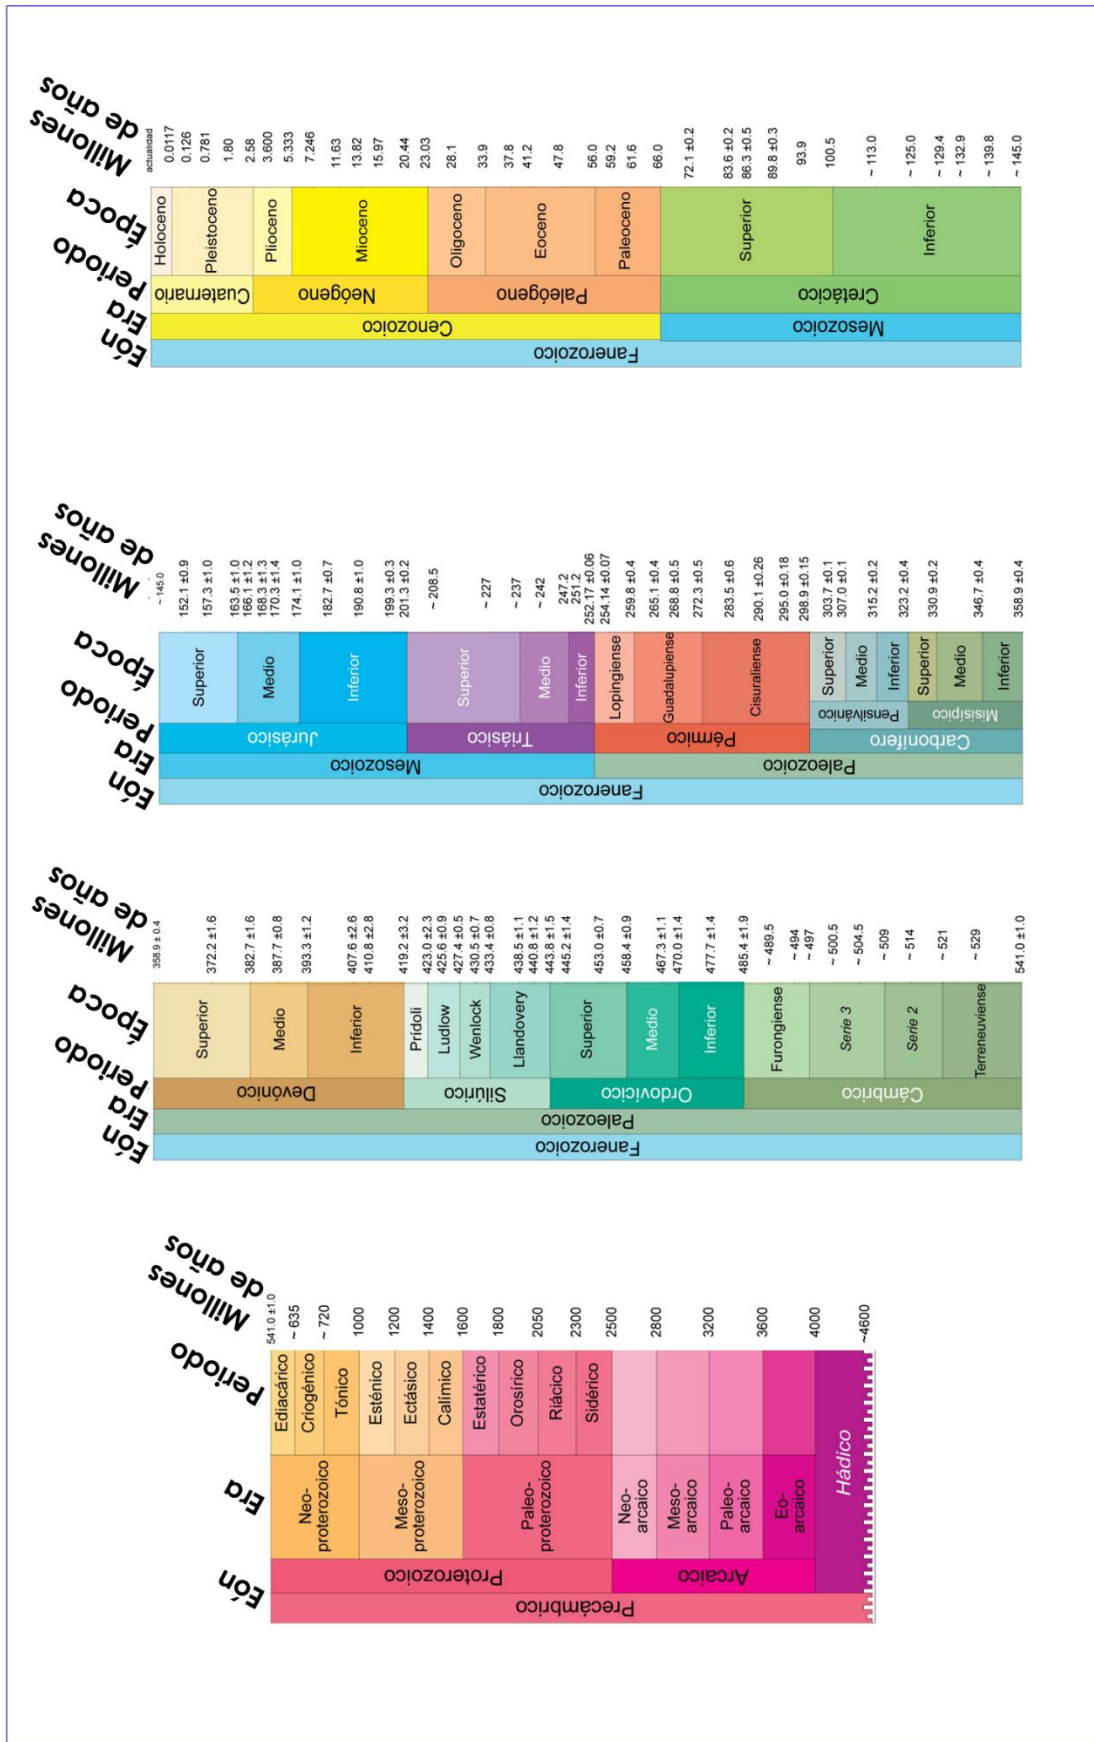 Eón
Era
Periodo
Época
Millones
de años
Fanerozoico
Cenozoico
Mesozoico
Cuaternario
Neógeno
Paleógeno
Cretácico
Holoceno
Pleistoceno
Plioceno
Mioceno
Oligoceno
Eoceno
Paleoceno
Superior
Inferior
actualidad
0.0117
0.126
0.781
1.80
2.58
3.600
5.333
7.246
11.63
13.82
15.97
20.44
23.03
28.1
33.9
37.8
41.2
47.8
56.0
59.2
61.6
66.0
72.1 ±0.2
83.6 ±0.2
86.3 ±0.5
89.8 ±0.3
93.9
100.5
~ 113.0
~ 125.0
~ 129.4
~ 132.9
~ 139.8
~ 145.0
Eón
Era
Periodo
Época
Millones
de años
Fanerozoico
Mesozoico
Paleozoico
Jurásico
Triásico
Pérmico
Carbonífero
Pensilvánico
Misisípico
Superior
Medio
Inferior
Superior
Medio
Inferior
Lopingiense
Guadalupiense
Cisuraliense
Superior
Medio
Inferior
Superior
Medio
Inferior
~ 145.0
152.1 ±0.9
157.3 ±1.0
163.5 ±1.0
166.1 ±1.2
168.3 ±1.3
170.3 ±1.4
174.1 ±1.0
182.7 ±0.7
190.8 ±1.0
199.3 ±0.3
201.3 ±0.2
~ 208.5
~ 227
~ 237
~ 242
247.2
251.2
252.17 ±0.06
254.14 ±0.07
259.8 ±0.4
265.1 ±0.4
268.8 ±0.5
272.3 ±0.5
283.5 ±0.6
290.1 ±0.26
295.0 ±0.18
298.9 ±0.15
303.7 ±0.1
307.0 ±0.1
315.2 ±0.2
323.2 ±0.4
330.9 ±0.2
346.7 ±0.4
358.9 ±0.4
Eón
Era
Periodo
Época
Millones
de años
Fanerozoico
Paleozoico
Devónico
Silúrico
Ordovícico
Cámbrico
Superior
Medio
Inferior
Prídoli
Ludlow
Wenlock
Llandovery
Superior
Medio
Inferior
Furongiense
Serie 3
Serie 2
Terreneuviense
358.9 ± 0.4
372.2 ±1.6
382.7 ±1.6
387.7 ±0.8
393.3 ±1.2
407.6 ±2.6
410.8 ±2.8
419.2 ±3.2
423.0 ±2.3
425.6 ±0.9
427.4 ±0.5
430.5 ±0.7
433.4 ±0.8
438.5 ±1.1
440.8 ±1.2
443.8 ±1.5
445.2 ±1.4
453.0 ±0.7
458.4 ±0.9
467.3 ±1.1
470.0 ±1.4
477.7 ±1.4
485.4 ±1.9
~ 489.5
~ 494
~ 497
~ 500.5
~ 504.5
~ 509
~ 514
~ 521
~ 529
541.0 ±1.0
Eón
Era
Periodo
Millones
de años
Precámbrico
Proterozoico
Arcaico
Hádico
Neo-
proterozoico
Meso-
proterozoico
Paleo-
proterozoico
Neo-
arcaico
Meso-
arcaico
Paleo-
arcaico
Eo-
arcaico
Ediacárico
Criogénico
Tónico
Esténico
Ectásico
Calímico
Estatérico
Orosírico
Riácico
Sidérico
541.0 ±1.0
~ 635
~ 720
1000
1200
1400
1600
1800
2050
2300
2500
2800
3200
3600
4000
~4600